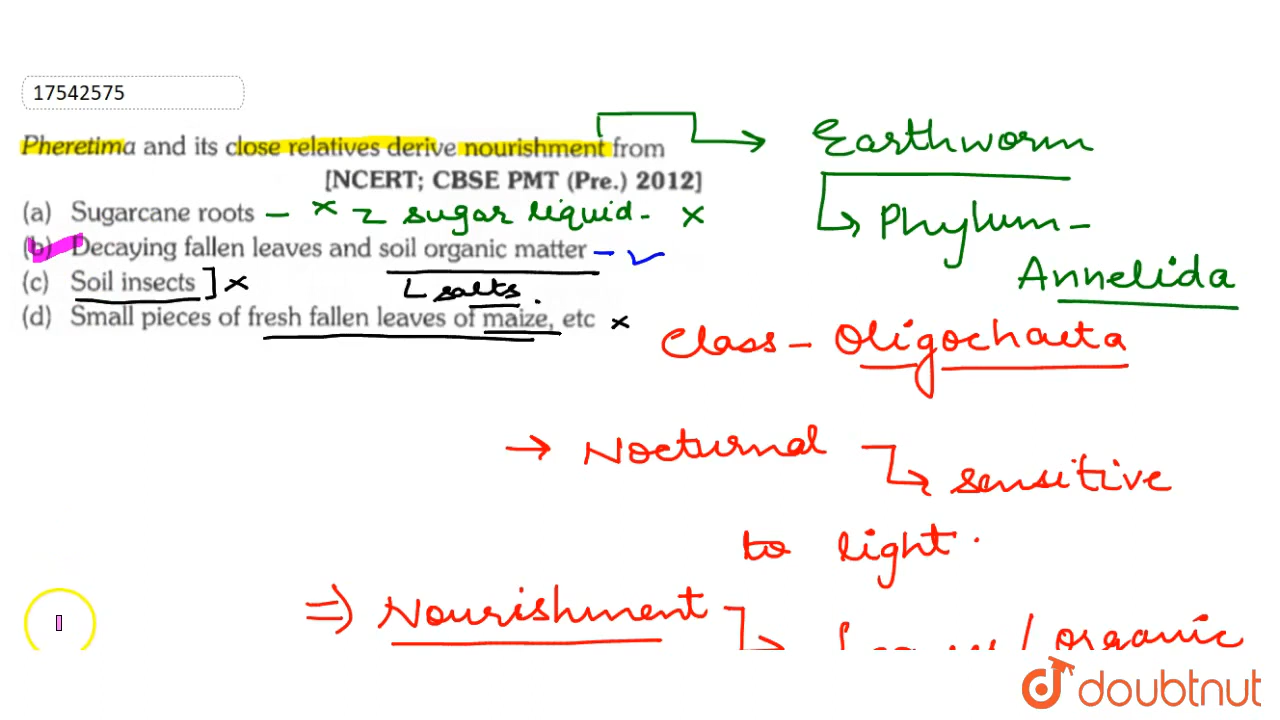 17542575
Pheretima and its close relatives derive nourishment from
[NCERT; CBSE PMT (Pre.) 2012]
(a) Sugarcane roots – × sugar liquid – ×
(b) Decaying fallen leaves and soil organic matter – ✓
(c) Soil insects ] × salts.
(d) Small pieces of fresh fallen leaves of maize, etc ×
Earthworm
Phylum –
Annelida
Class – Oligochaeta
→ Nocturnal
sensitive
to light.
⇒ Nourishment
/ organic
doubtnut